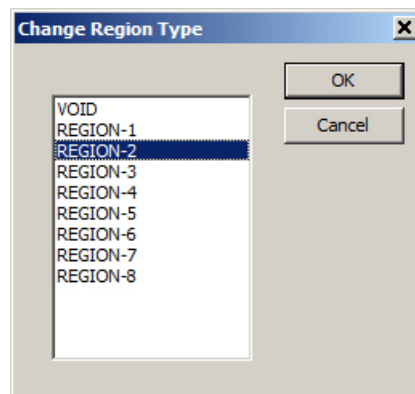 Change Region Type
OK
Cancel
VOID
REGION-1
REGION-2
REGION-3
REGION-4
REGION-5
REGION-6
REGION-7
REGION-8